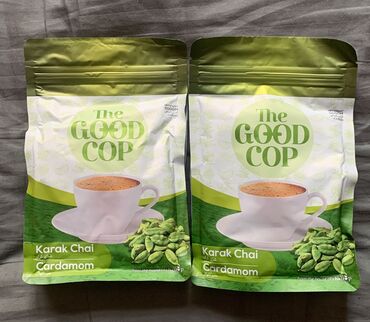 The
GOOD
COP
Karak Chai
Cardamom
The
GOOD
COP
Karak Chai
Cardamom